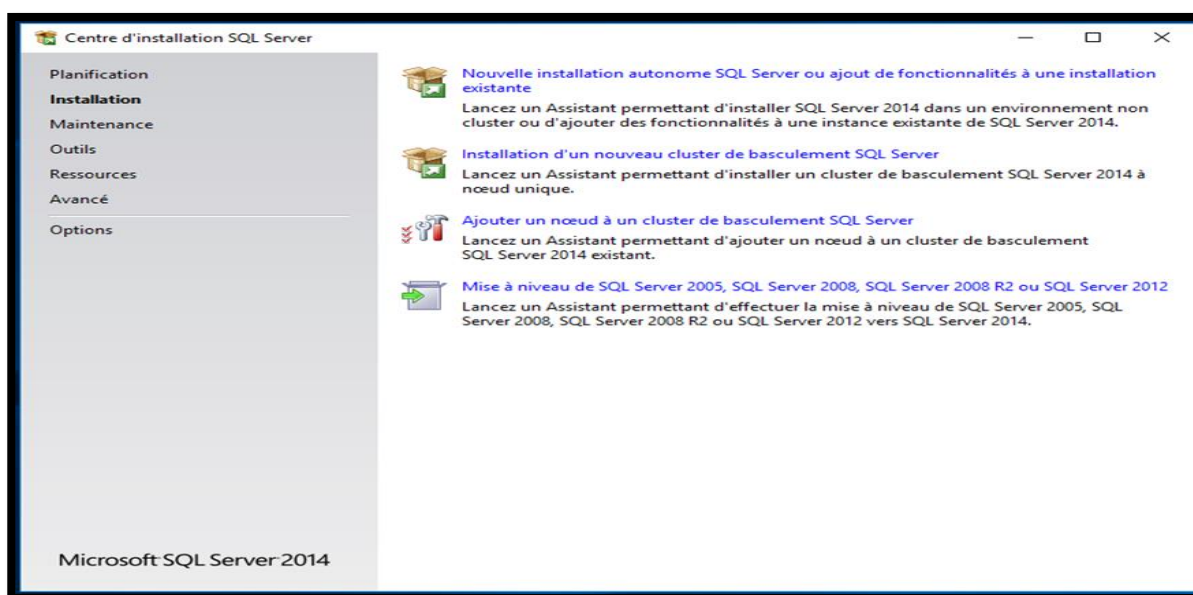 Centre d'installation SQL Server
Planification
Installation
Maintenance
Outils
Ressources
Avancé
Options
Microsoft SQL Server 2014
Nouvelle installation autonome SQL Server ou ajout de fonctionnalités à une installation
existante
Lancez un Assistant permettant d'installer SQL Server 2014 dans un environnement non
cluster ou d'ajouter des fonctionnalités à une instance existante de SQL Server 2014.
Installation d'un nouveau cluster de basculement SQL Server
Lancez un Assistant permettant d'installer un cluster de basculement SQL Server 2014 à
nœud unique.
Ajouter un nœud à un cluster de basculement SQL Server
Lancez un Assistant permettant d'ajouter un nœud à un cluster de basculement
SQL Server 2014 existant.
Mise à niveau de SQL Server 2005, SQL Server 2008, SQL Server 2008 R2 ou SQL Server 2012
Lancez un Assistant permettant d'effectuer la mise à niveau de SQL Server 2005, SQL
Server 2008, SQL Server 2008 R2 ou SQL Server 2012 vers SQL Server 2014.